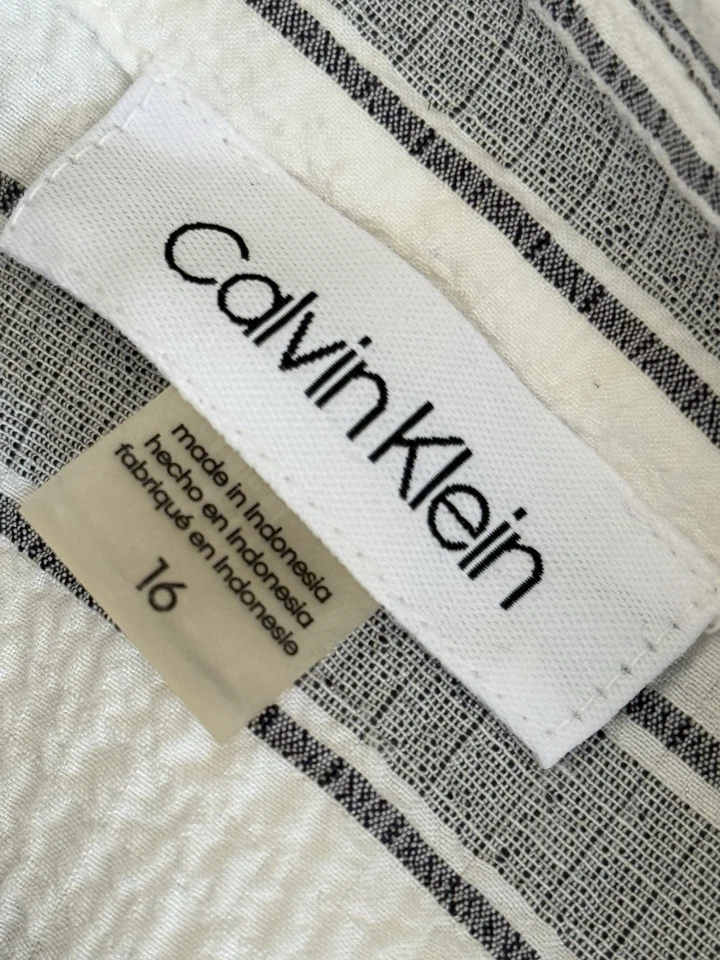 Calvin Klein
made in Indonesia
hecho en Indonesia
fabriqué en Indonesie
16